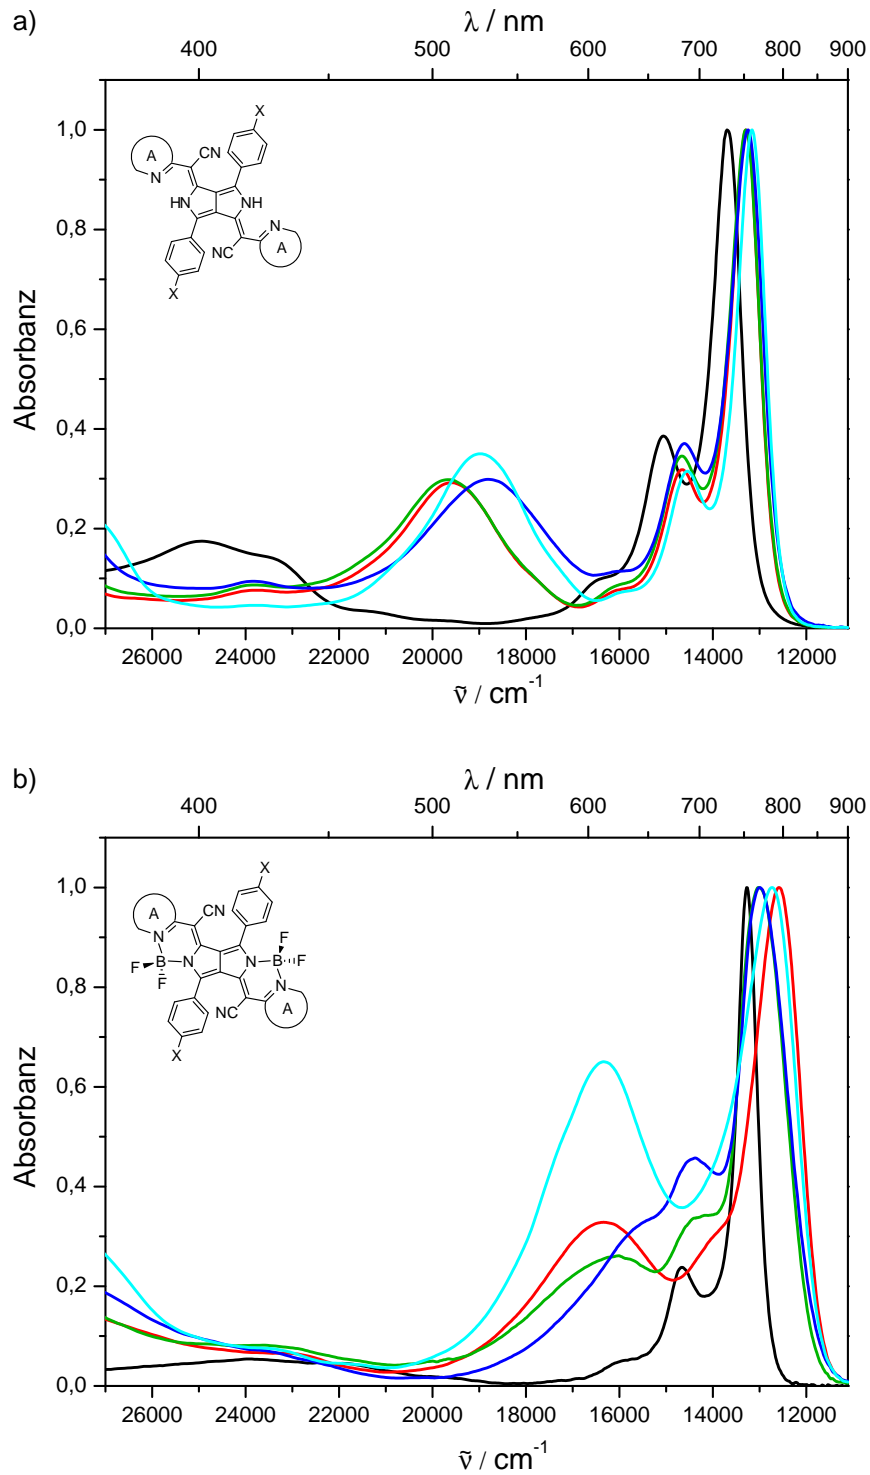 a)
λ / nm
400 500 600 700 800 900
1,0
0,8
0,6
0,4
0,2
0,0
Absorbanz
X
A
CN
N
HN
NH
N
A
NC
X
26000 24000 22000 20000 18000 16000 14000 12000
ν̃ / cm⁻¹
b)
λ / nm
400 500 600 700 800 900
1,0
0,8
0,6
0,4
0,2
0,0
Absorbanz
X
A
CN
N
F
F
B
N
N
B
F
F
N
NC
A
X
26000 24000 22000 20000 18000 16000 14000 12000
ν̃ / cm⁻¹